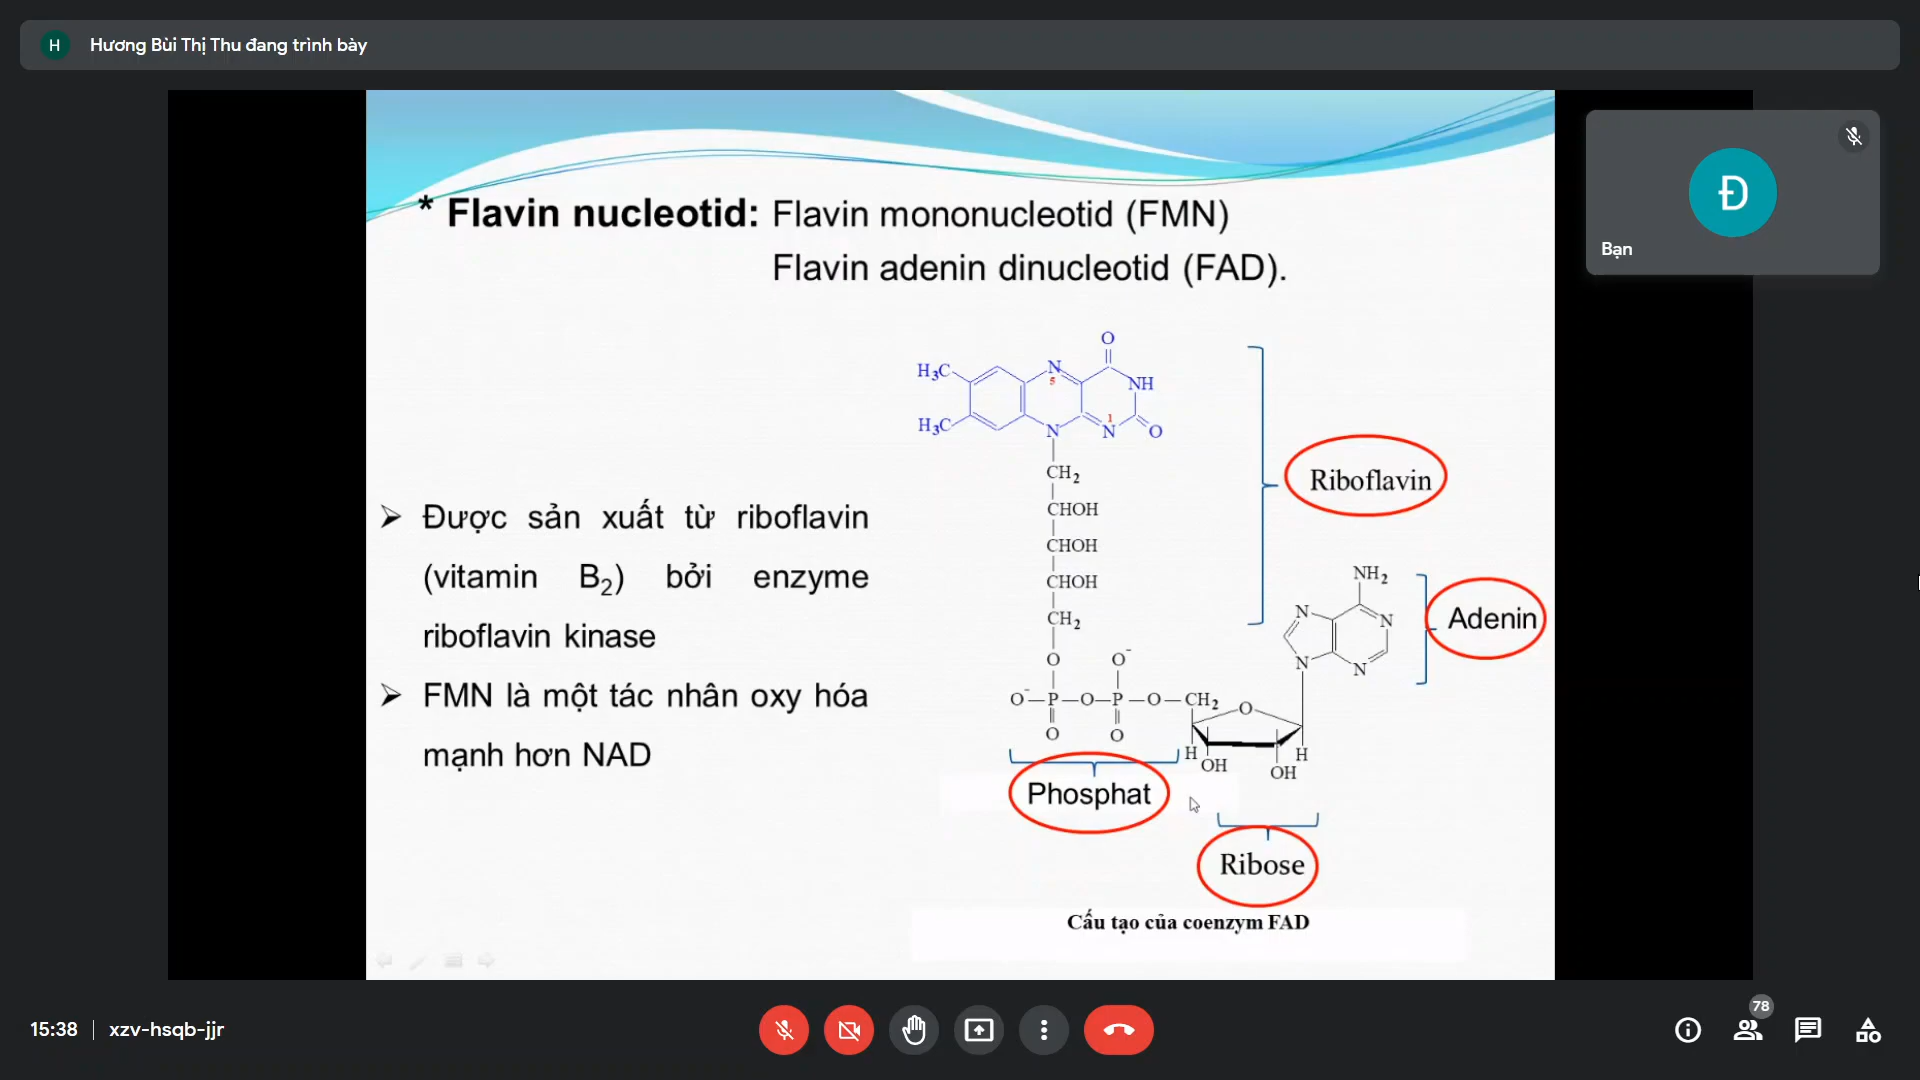 H
Hương Bùi Thị Thu đang trình bày
Đ
Bạn
* Flavin nucleotid: Flavin mononucleotid (FMN)
Flavin adenin dinucleotid (FAD).
➢ Được sản xuất từ riboflavin
(vitamin B₂) bởi enzyme
riboflavin kinase
➢ FMN là một tác nhân oxy hóa
mạnh hơn NAD
O
H₃C
N
5
NH
H₃C
N
1
N
O
CH₂
CHOH
CHOH
CHOH
CH₂
O
O⁻
O⁻—P—O—P—O—CH₂
O
O
O
H
OH
OH
H
NH₂
N
N
N
N
Riboflavin
Adenin
Phosphat
Ribose
Cấu tạo của coenzym FAD
15:38 | xzv-hsqb-jjr
78